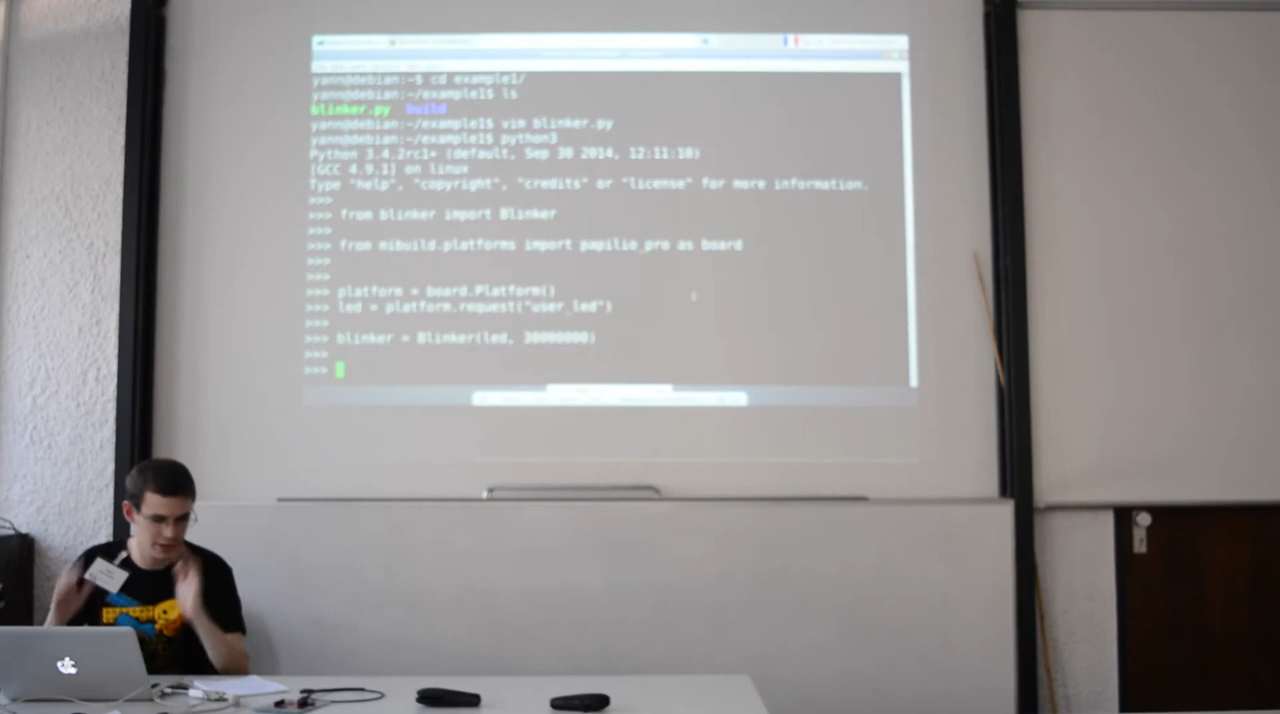 yann@debian:~$ cd example1/
yann@debian:~/example1$ ls
blinker.py build
yann@debian:~/example1$ vim blinker.py
yann@debian:~/example1$ python3
Python 3.4.2rc1+ (default, Sep 30 2014, 12:11:10)
[GCC 4.9.1] on linux
Type "help", "copyright", "credits" or "license" for more information.
>>>
>>> from blinker import Blinker
>>>
>>> from mibuild.platforms import papilio_pro as board
>>>
>>>
>>> platform = board.Platform()
>>> led = platform.request("user_led")
>>>
>>> blinker = Blinker(led, 30000000)
>>>
>>>